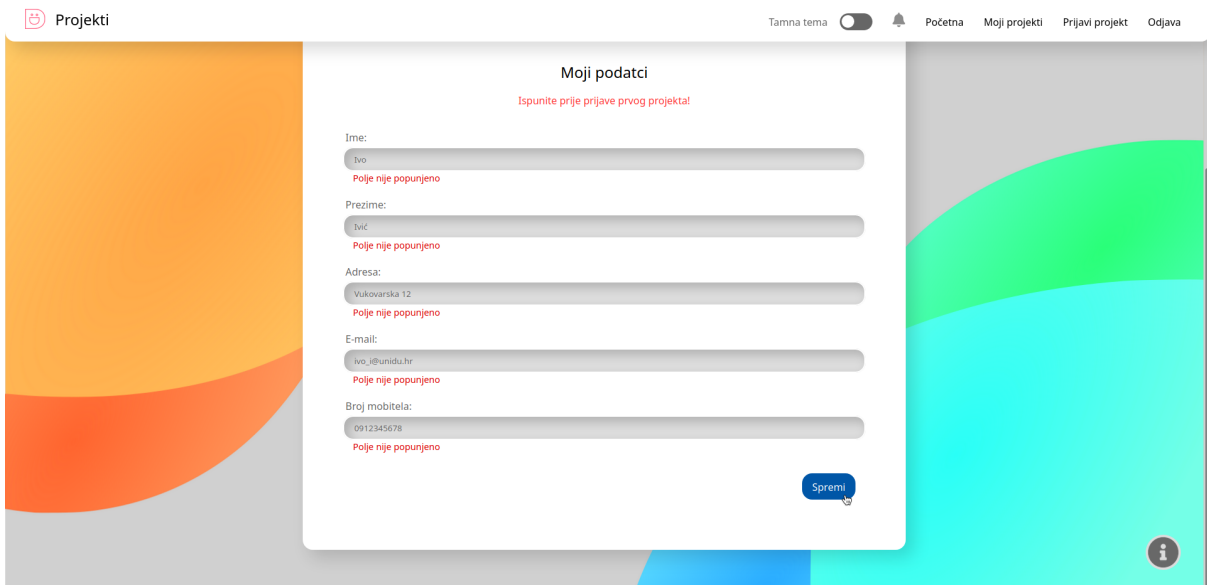 Projekti
Tamna tema
Početna
Moji projekti
Prijavi projekt
Odjava
Moji podatci
Ispunite prije prijave prvog projekta!
Ime:
Ivo
Polje nije popunjeno
Prezime:
Ivić
Polje nije popunjeno
Adresa:
Vukovarska 12
Polje nije popunjeno
E-mail:
ivo_i@unidu.hr
Polje nije popunjeno
Broj mobitela:
0912345678
Polje nije popunjeno
Spremi